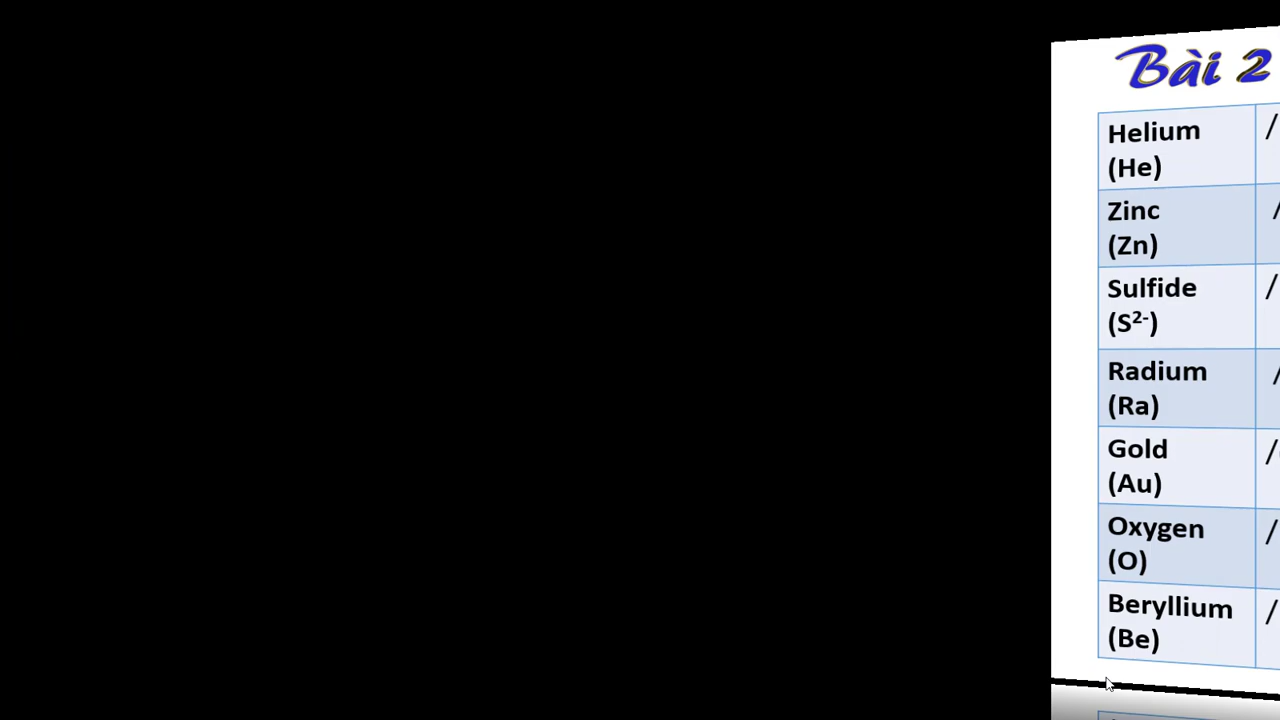 Bài 2
Helium /
(He)
Zinc /
(Zn)
Sulfide /
(S²⁻)
Radium /
(Ra)
Gold /
(Au)
Oxygen /
(O)
Beryllium /
(Be)